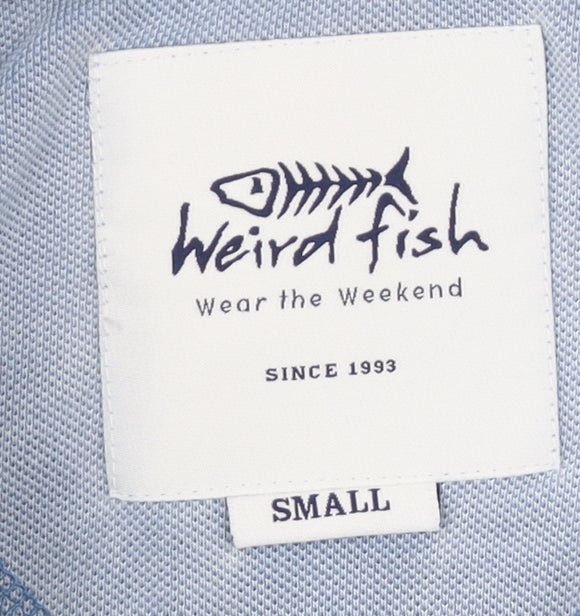 Weird fish
Wear the Weekend
SINCE 1993
SMALL